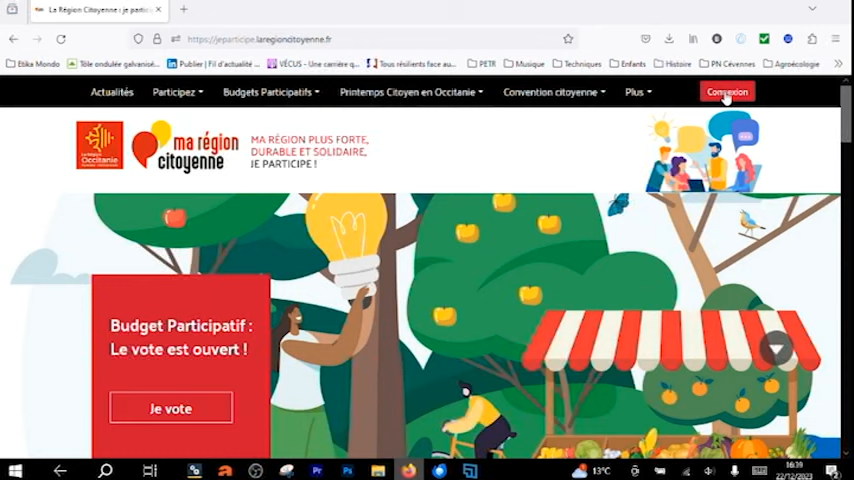 La Région Citoyenne : je partici
https://jeparticipe.laregioncitoyenne.fr
Etika Mondo
Tôle ondulée galvanisé...
Publier | Fil d'actualité ...
VÉCUS - Une carrière q...
Tous résilients face au...
PETR
Musique
Techniques
Enfants
Histoire
PN Cévennes
Agroécologie
Actualités
Participez
Budgets Participatifs
Printemps Citoyen en Occitanie
Convention citoyenne
Plus
Connexion
La Région
Occitanie
ma région
citoyenne
MA RÉGION PLUS FORTE,
DURABLE ET SOLIDAIRE,
JE PARTICIPE !
Budget Participatif :
Le vote est ouvert !
Je vote
13°C
16:39
22/12/2023